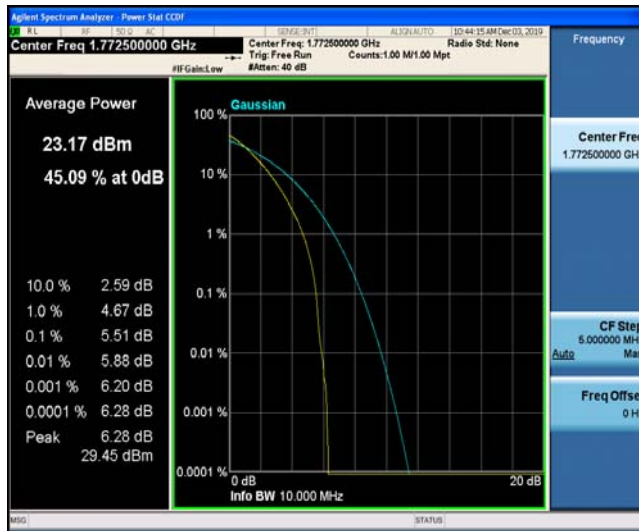 Agilent Spectrum Analyzer - Power Stat CCDF
RL RF 50 Ω AC SENSE:INT ALIGN AUTO 10:44:15 AM Dec 03, 2019
Center Freq 1.772500000 GHz
Center Freq: 1.772500000 GHz Radio Std: None
Trig: Free Run Counts:1.00 M/1.00 Mpt
#IFGain:Low #Atten: 40 dB
Frequency
Average Power
23.17 dBm
45.09 % at 0dB
10.0 % 2.59 dB
1.0 % 4.67 dB
0.1 % 5.51 dB
0.01 % 5.88 dB
0.001 % 6.20 dB
0.0001 % 6.28 dB
Peak 6.28 dB
29.45 dBm
Gaussian
100 %
10 %
1 %
0.1 %
0.01 %
0.001 %
0.0001 %
0 dB 20 dB
Info BW 10.000 MHz
Center Fre
1.772500000 GH
CF Step
5.000000 MH
Auto Ma
Freq Offse
0 H
MSG STATUS